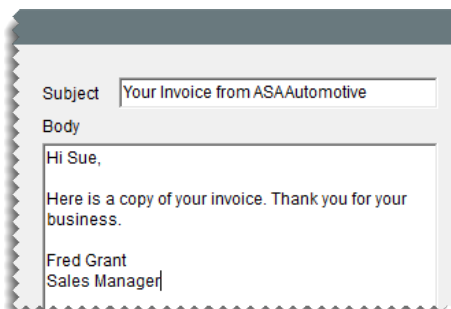 Subject Your Invoice from ASAAutomotive
Body
Hi Sue,
Here is a copy of your invoice. Thank you for your
business.
Fred Grant
Sales Manager